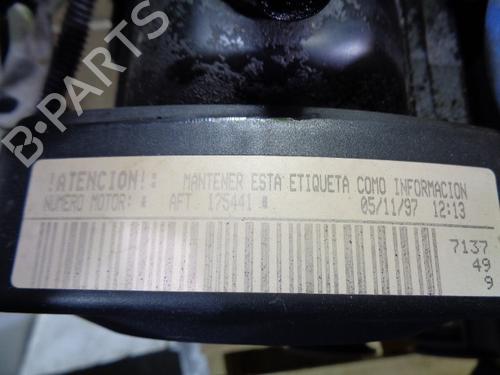 B-PARTS
!ATENCION!: MANTENER ESTA ETIQUETA COMO INFORMACION
NUMERO MOTOR: * AFT 175441 * 05/11/97 12:13
7137
49
9